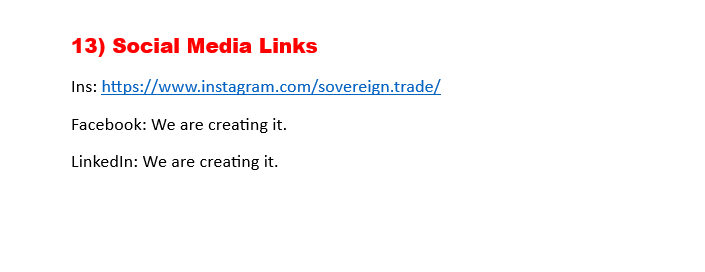 13) Social Media Links
Ins: https://www.instagram.com/sovereign.trade/
Facebook: We are creating it.
LinkedIn: We are creating it.